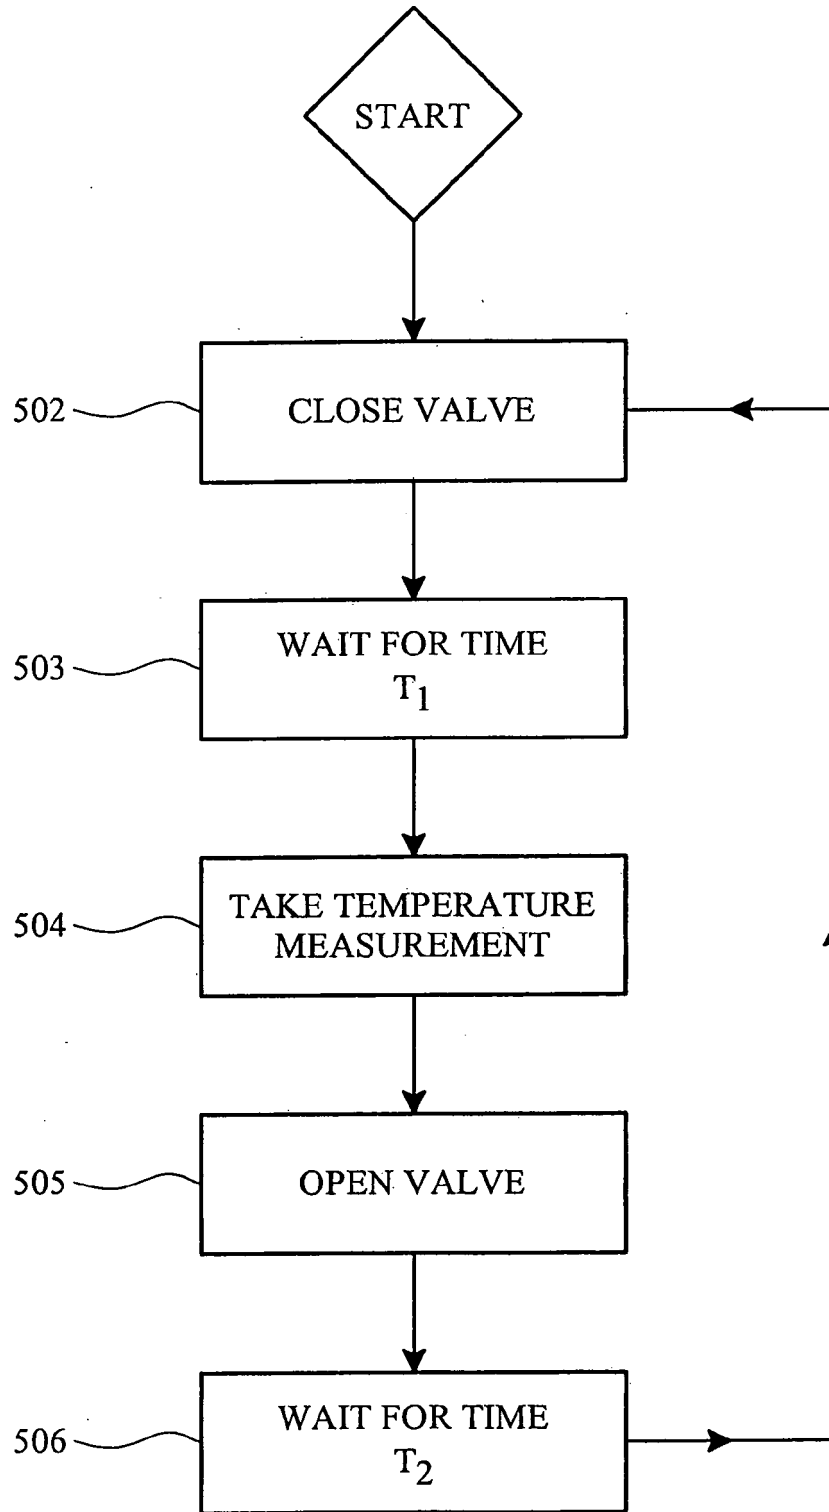 START
502
CLOSE VALVE
503
WAIT FOR TIME
T1
504
TAKE TEMPERATURE
MEASUREMENT
505
OPEN VALVE
506
WAIT FOR TIME
T2